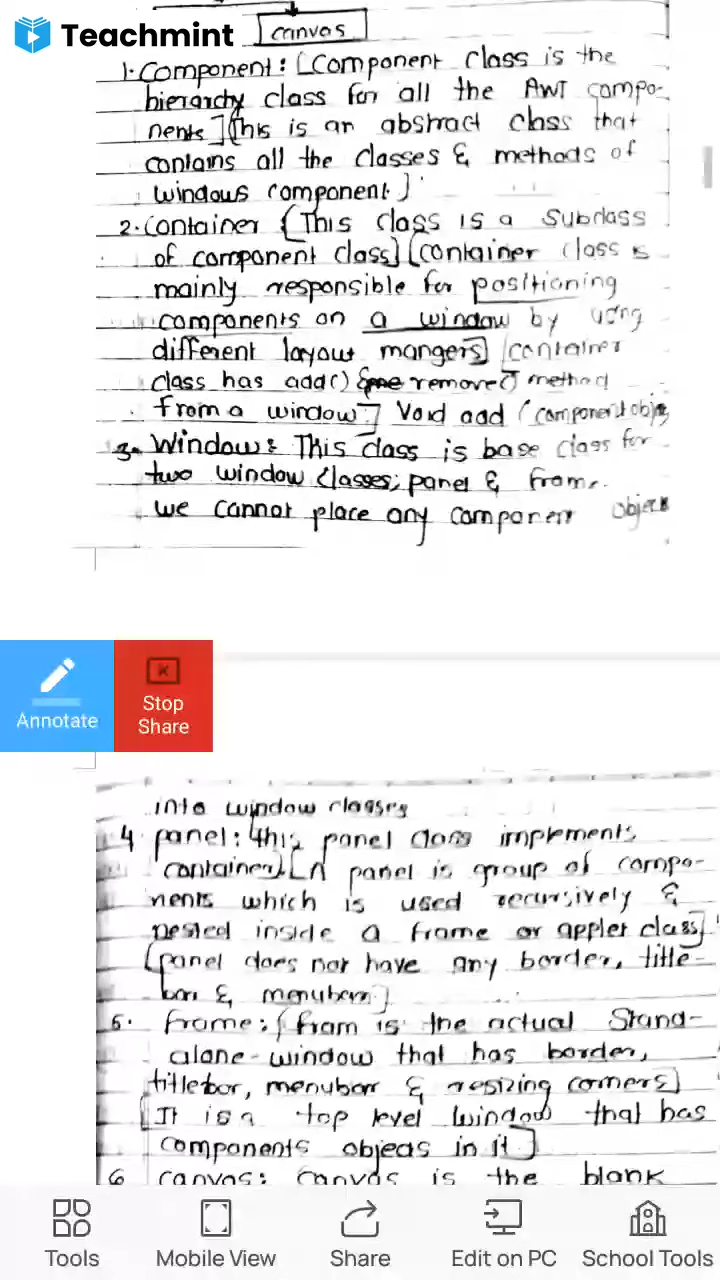 Teachmint
canvas
1. Component: [Component class is the
hierarchy class for all the AWT compo-
nents] [This is an abstract class that
contains all the classes & methods of
windows component]
2. Container [This class is a Subclass
of component class] [container class is
mainly responsible for positioning
components on a window by using
different layout mangers] [container
class has add() & remove() method
from a window] Void add (component obje
3. Window: This class is base class for
two window classes; panel & frame.
we cannot place any component object
Annotate
Stop
Share
into window classes
4. panel: this panel class implements
container] [A panel is group of compo-
nents which is used recursively &
nested inside a frame or applet class]
[panel does not have any border, title-
bar & menubar]
5. frame: [fram is the actual Stand-
alone-window that has border,
titlebar, menubar & resizing corners]
[It is a top level window that has
components objects in it]
6 canvas: canvas is the blank
Tools
Mobile View
Share
Edit on PC
School Tools